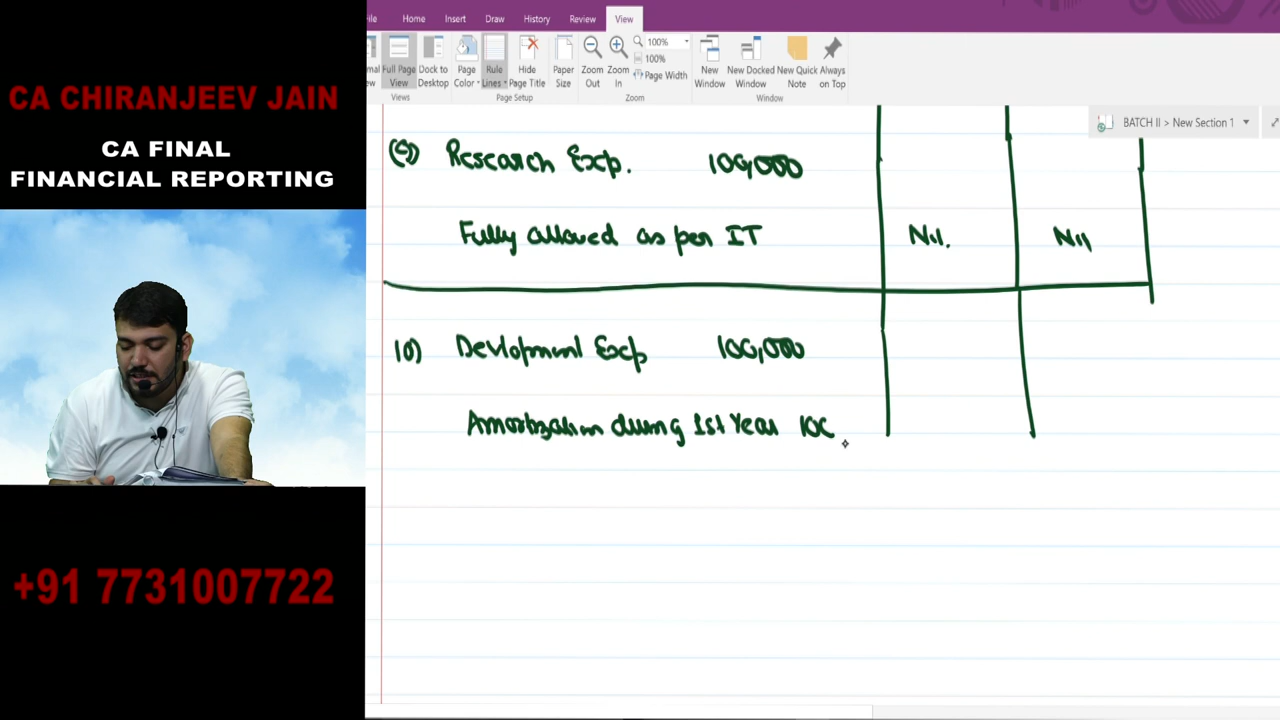 CA CHIRANJEEV JAIN
CA FINAL
FINANCIAL REPORTING
+91 7731007722
File Home Insert Draw History Review View
Full Page View
Dock to Desktop
Page Color
Rule Lines
Hide Page Title
Paper Size
Zoom Out
Zoom In
100%
100%
Page Width
New Window
New Docked Window
New Quick Note
Always on Top
Views Page Setup Zoom Window
BATCH II > New Section 1
Research Exp. 100,000
Fully allowed as per IT Nil. Nil
10) Devlopment Exp 100,000
Amortization during 1st Year 10C